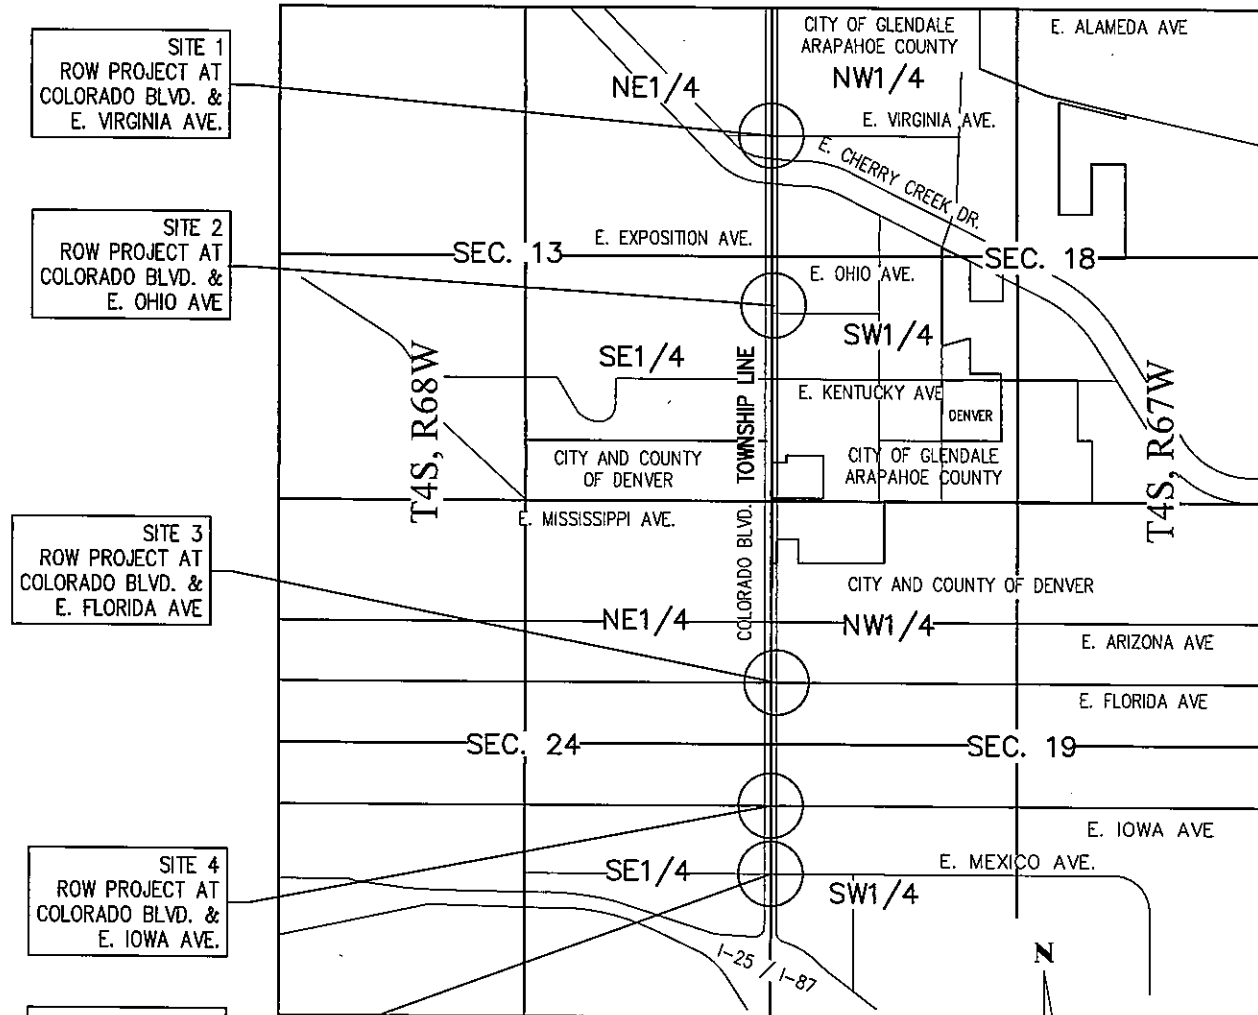 SITE 1
ROW PROJECT AT
COLORADO BLVD. &
E. VIRGINIA AVE.
SITE 2
ROW PROJECT AT
COLORADO BLVD. &
E. OHIO AVE
SITE 3
ROW PROJECT AT
COLORADO BLVD. &
E. FLORIDA AVE
SITE 4
ROW PROJECT AT
COLORADO BLVD. &
E. IOWA AVE.
CITY OF GLENDALE
ARAPAHOE COUNTY
E. ALAMEDA AVE
NE1/4
NW1/4
E. VIRGINIA AVE.
E. CHERRY CREEK DR.
E. EXPOSITION AVE.
SEC. 13
SEC. 18
E. OHIO AVE.
SW1/4
SE1/4
T4S, R68W
TOWNSHIP LINE
E. KENTUCKY AVE
DENVER
T4S, R67W
CITY AND COUNTY
OF DENVER
CITY OF GLENDALE
ARAPAHOE COUNTY
E. MISSISSIPPI AVE.
COLORADO BLVD.
CITY AND COUNTY OF DENVER
NE1/4
NW1/4
E. ARIZONA AVE
E. FLORIDA AVE
SEC. 24
SEC. 19
E. IOWA AVE
SE1/4
E. MEXICO AVE.
SW1/4
I-25 / I-87
N